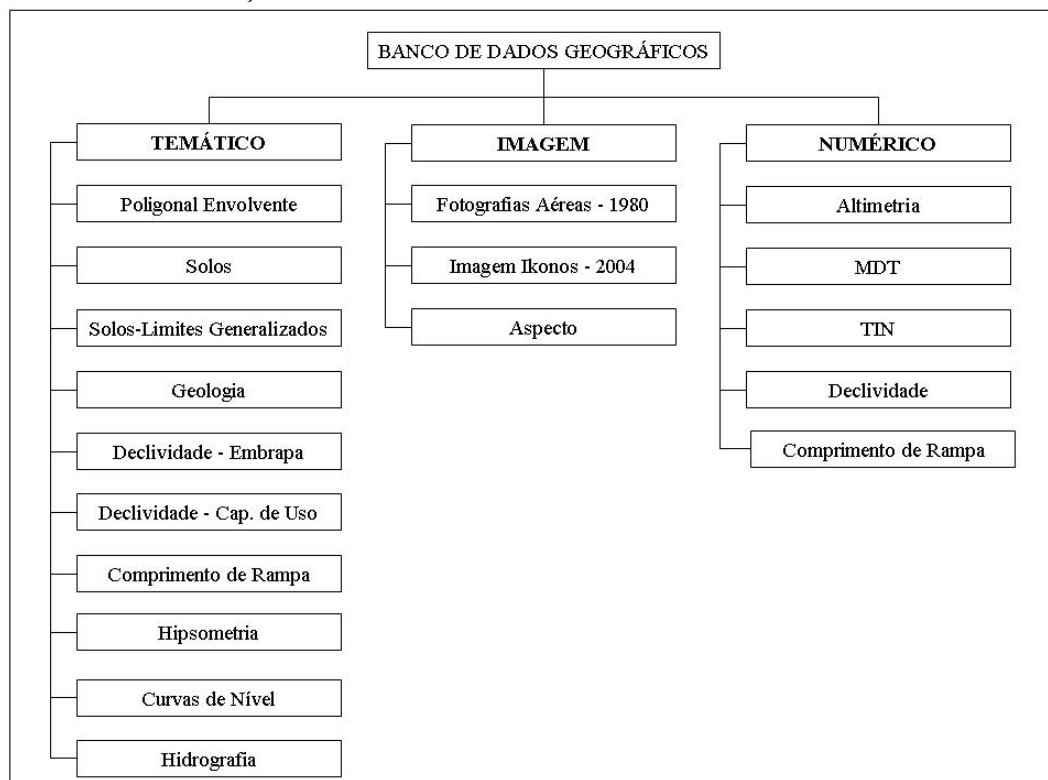 BANCO DE DADOS GEOGRÁFICOS
TEMÁTICO
Poligonal Envolvente
Solos
Solos-Limites Generalizados
Geologia
Declividade - Embrapa
Declividade - Cap. de Uso
Comprimento de Rampa
Hipsometria
Curvas de Nível
Hidrografia
IMAGEM
Fotografias Aéreas - 1980
Imagem Ikonos - 2004
Aspecto
NUMÉRICO
Altimetria
MDT
TIN
Declividade
Comprimento de Rampa